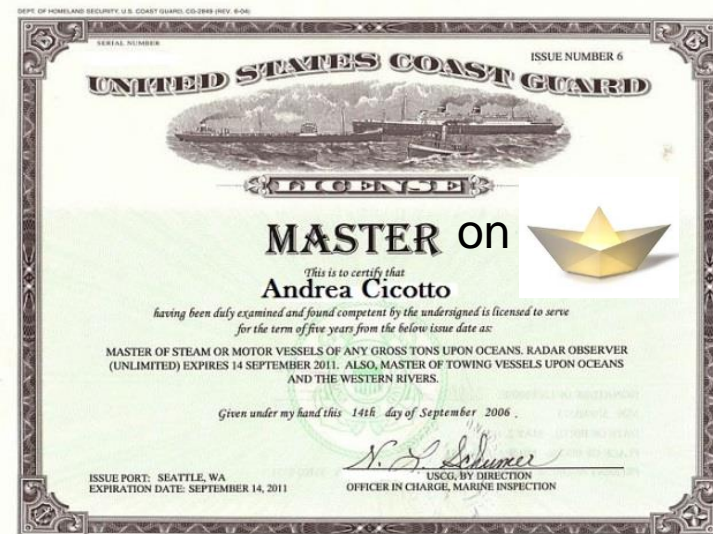 DEPT. OF HOMELAND SECURITY, U.S. COAST GUARD, CG-2849 (REV. 6-04)
SERIAL NUMBER
ISSUE NUMBER 6
UNITED STATES COAST GUARD
LICENSE
MASTER on
This is to certify that
Andrea Cicotto
having been duly examined and found competent by the undersigned is licensed to serve
for the term of five years from the below issue date as:
MASTER OF STEAM OR MOTOR VESSELS OF ANY GROSS TONS UPON OCEANS. RADAR OBSERVER
(UNLIMITED) EXPIRES 14 SEPTEMBER 2011. ALSO, MASTER OF TOWING VESSELS UPON OCEANS
AND THE WESTERN RIVERS.
Given under my hand this 14th day of September 2006 .
N. L. Schumei
ISSUE PORT: SEATTLE, WA
USCG, BY DIRECTION
EXPIRATION DATE: SEPTEMBER 14, 2011
OFFICER IN CHARGE, MARINE INSPECTION